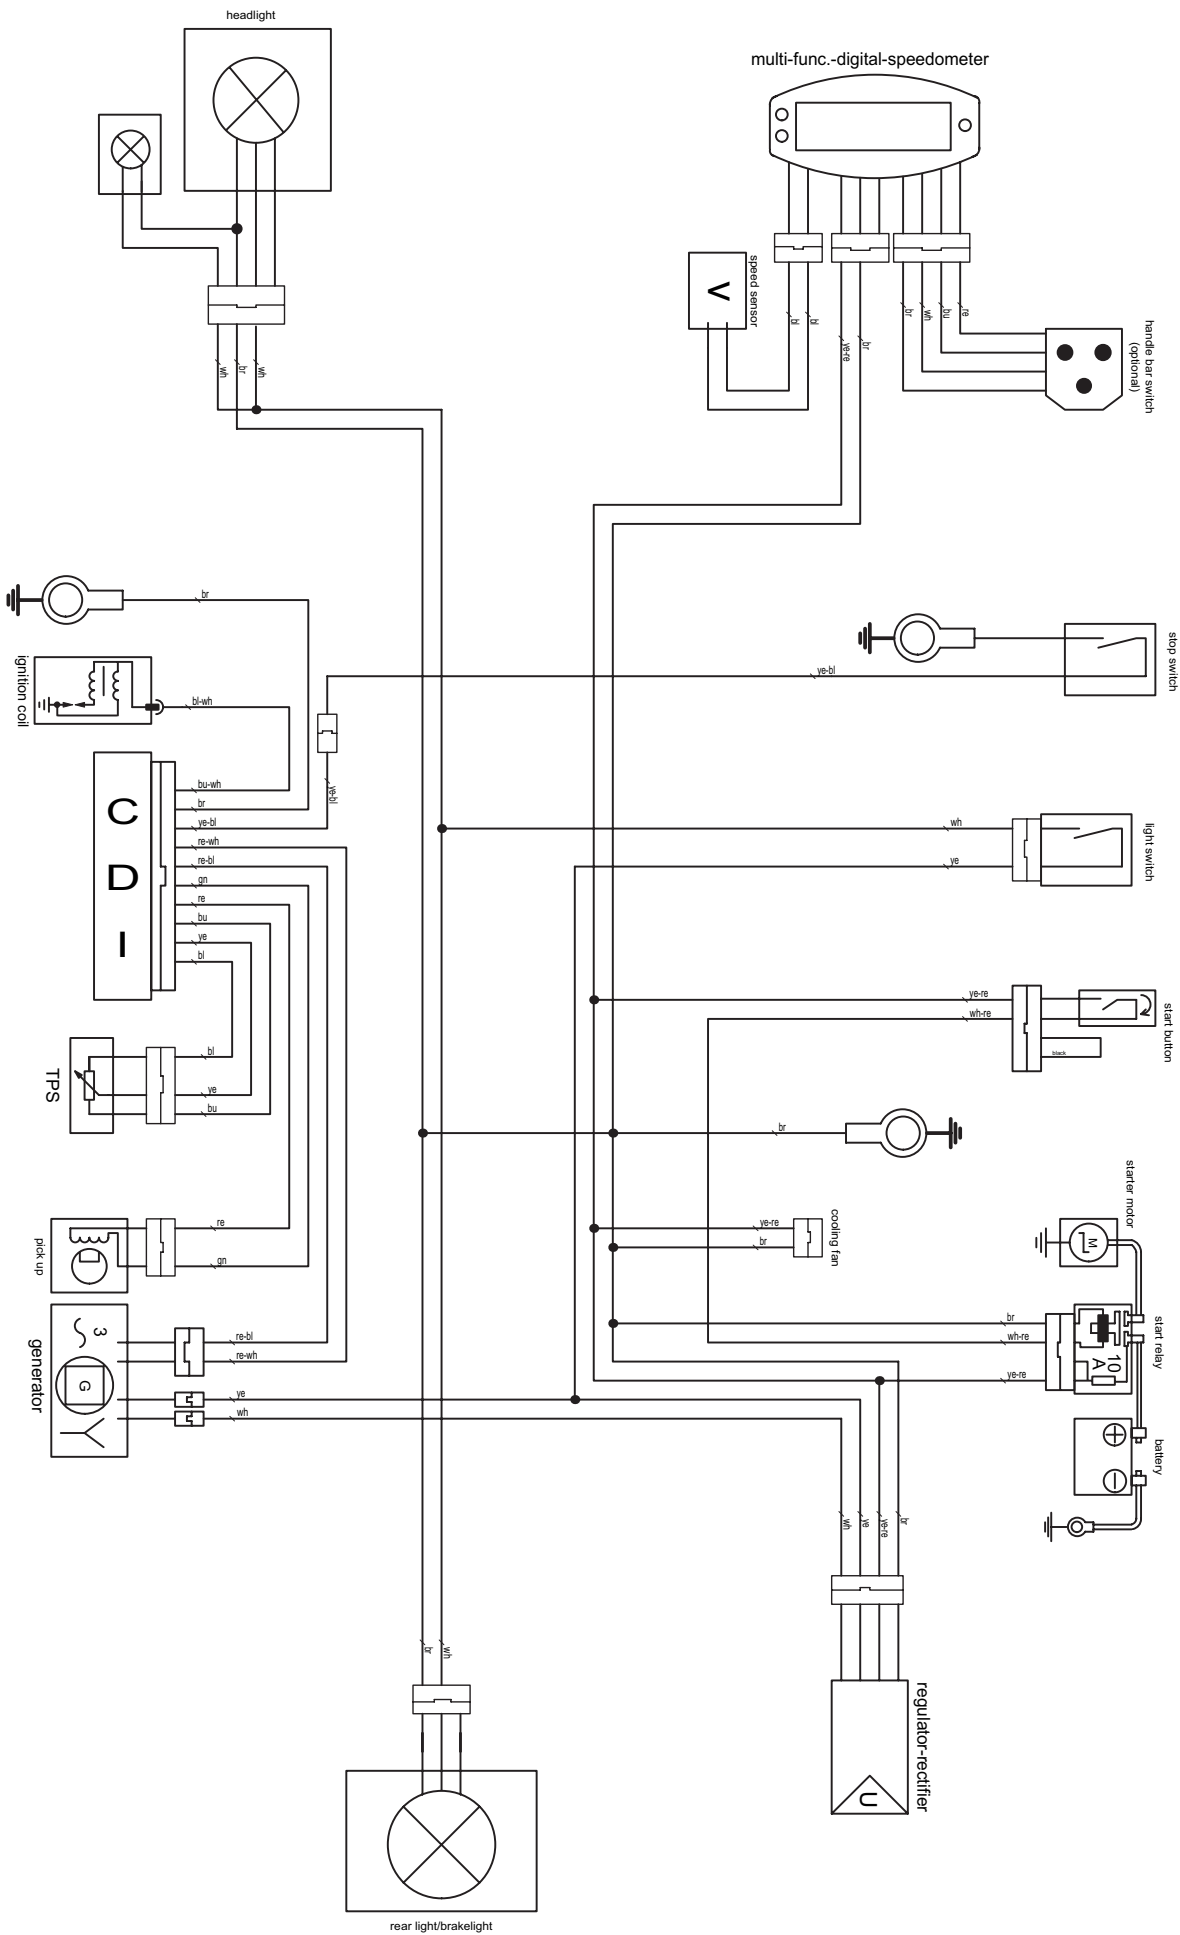 headlight
multi-func.-digital-speedometer
speed sensor
V
bl
bl
ye-re
br
br
wh
bu
re
handle bar switch
(optional)
wh
br
wh
br
stop switch
ye-bl
ignition coil
bl-wh
ye-bl
C
D
I
bu-wh
br
ye-bl
re-wh
re-bl
gn
re
bu
ye
bl
wh
ye
light switch
ye-re
wh-re
black
start button
TPS
bl
ye
bu
br
starter motor
M
cooling fan
ye-re
br
pick up
re
gn
generator
3
G
re-bl
re-wh
ye
wh
br
wh-re
ye-re
10
A
start relay
battery
wh
ye
ye-re
br
br
wh
regulator-rectifier
U
rear light/brakelight